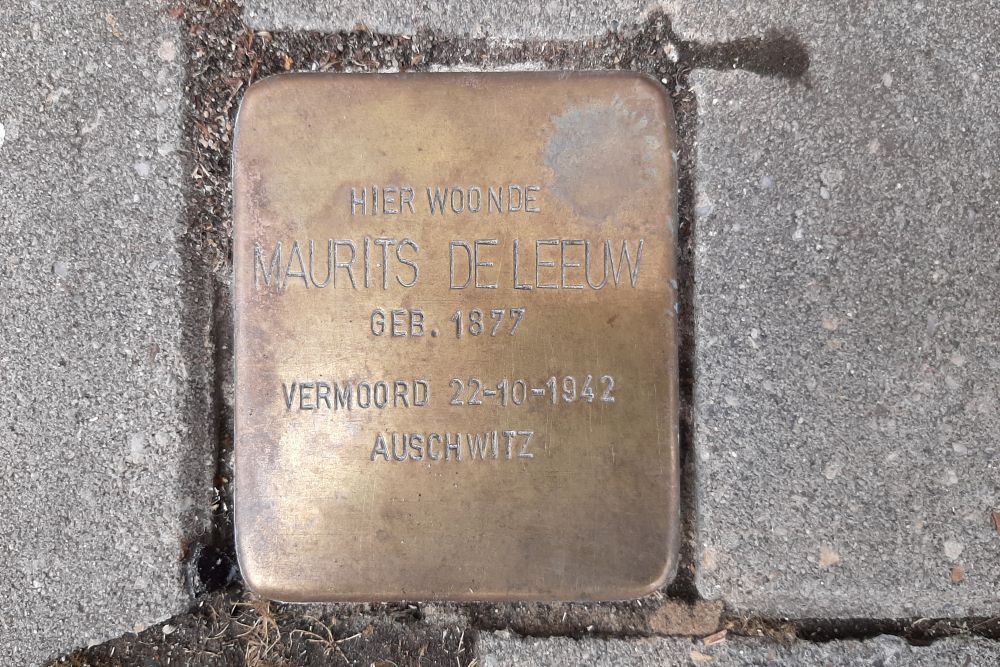 HIER WOONDE
MAURITS DE LEEUW
GEB. 1877
VERMOORD 22-10-1942
AUSCHWITZ